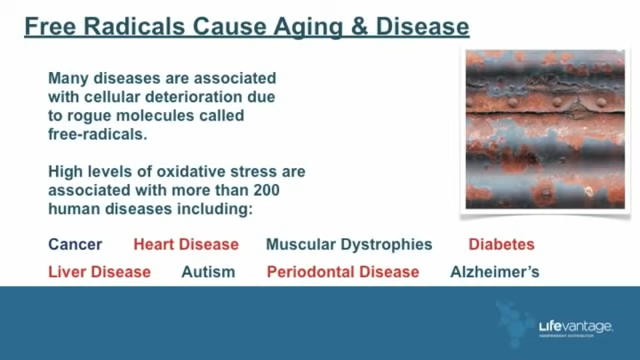 Free Radicals Cause Aging & Disease
Many diseases are associated
with cellular deterioration due
to rogue molecules called
free-radicals.
High levels of oxidative stress are
associated with more than 200
human diseases including:
Cancer Heart Disease Muscular Dystrophies Diabetes
Liver Disease Autism Periodontal Disease Alzheimer's
Lifevantage.
INDEPENDENT DISTRIBUTOR